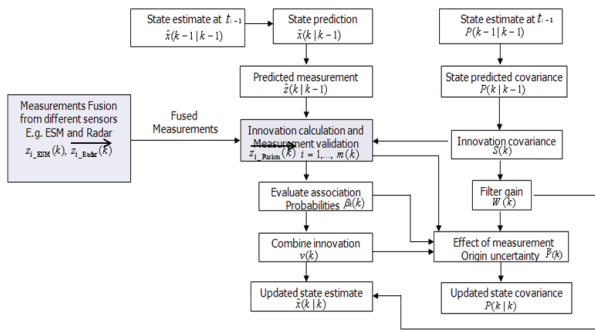 State estimate at t_{k-1}
x̂(k-1|k-1)
State prediction
x̂(k|k-1)
State estimate at t_{k-1}
P(k-1|k-1)
Predicted measurement
ẑ(k|k-1)
State predicted covariance
P(k|k-1)
Measurements Fusion
from different sensors
E.g. ESM and Radar
z_{i_ESM}(k), z_{i_Radar}(k)
Fused
Measurements
Innovation calculation and
Measurement validation
z_{i_Fusion}(k) i = 1,..., m(k)
Innovation covariance
S(k)
Evaluate association
Probabilities β_i(k)
Filter gain
W(k)
Combine innovation
v(k)
Effect of measurement
Origin uncertainty P̃(k)
Updated state estimate
x̂(k|k)
Updated state covariance
P(k|k)